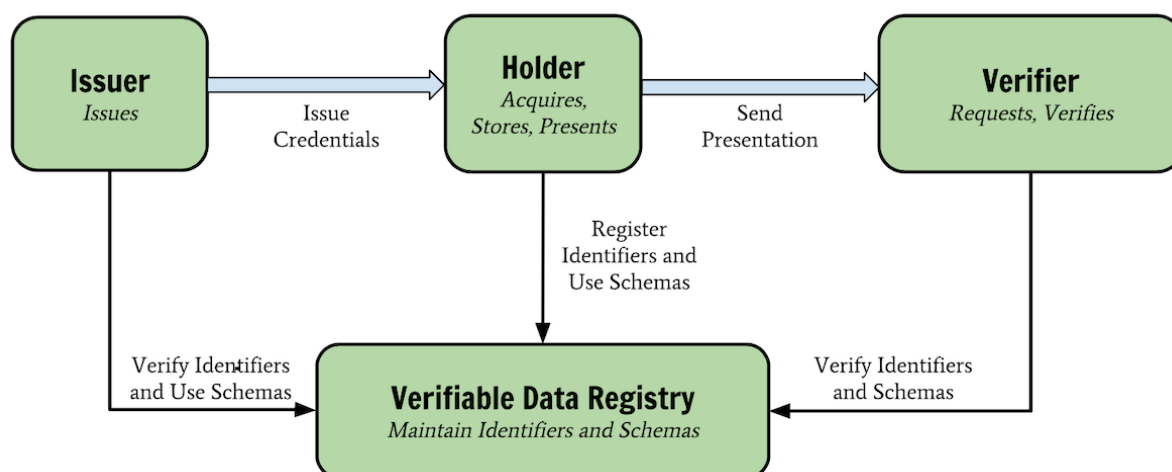 Issuer
Issues
Issue
Credentials
Holder
Acquires,
Stores, Presents
Send
Presentation
Verifier
Requests, Verifies
Register
Identifiers and
Use Schemas
Verify Identifiers
and Use Schemas
Verifiable Data Registry
Maintain Identifiers and Schemas
Verify Identifiers
and Schemas